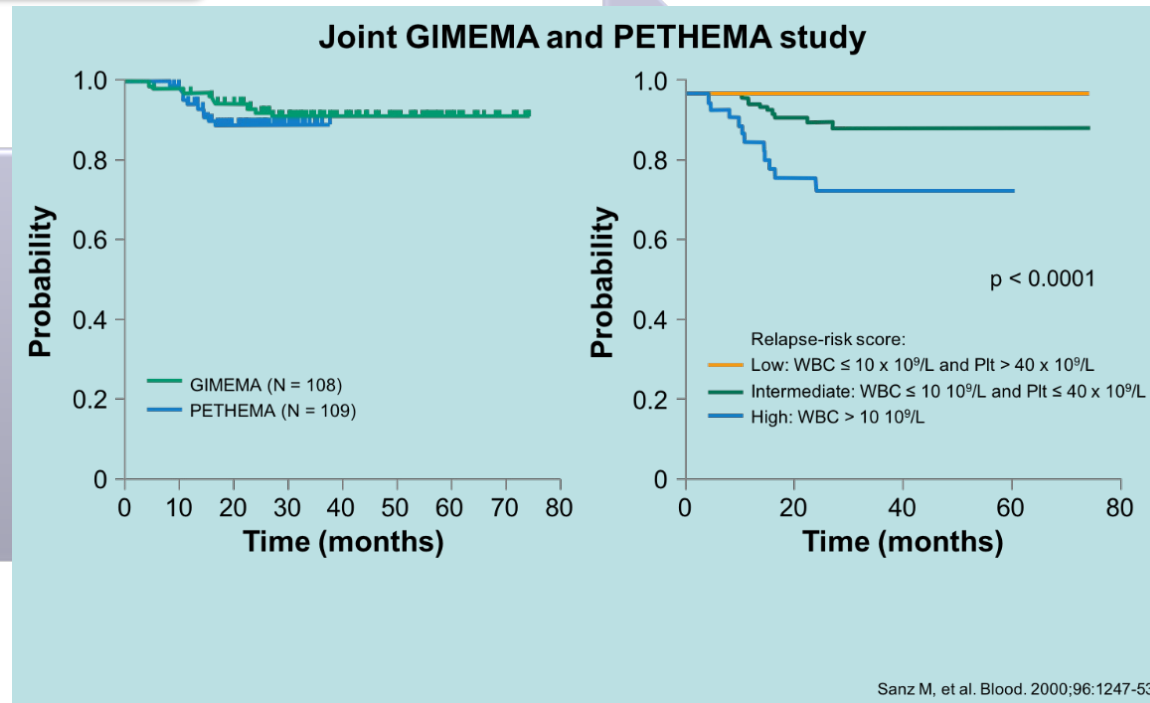 Joint GIMEMA and PETHEMA study
1.0
0.8
0.6
0.4
0.2
0
Probability
0 10 20 30 40 50 60 70 80
Time (months)
GIMEMA (N = 108)
PETHEMA (N = 109)
1.0
0.8
0.6
0.4
0.2
0
Probability
0 20 40 60 80
Time (months)
p < 0.0001
Relapse-risk score:
Low: WBC ≤ 10 x 10⁹/L and Plt > 40 x 10⁹/L
Intermediate: WBC ≤ 10 10⁹/L and Plt ≤ 40 x 10⁹/L
High: WBC > 10 10⁹/L
Sanz M, et al. Blood. 2000;96:1247-53